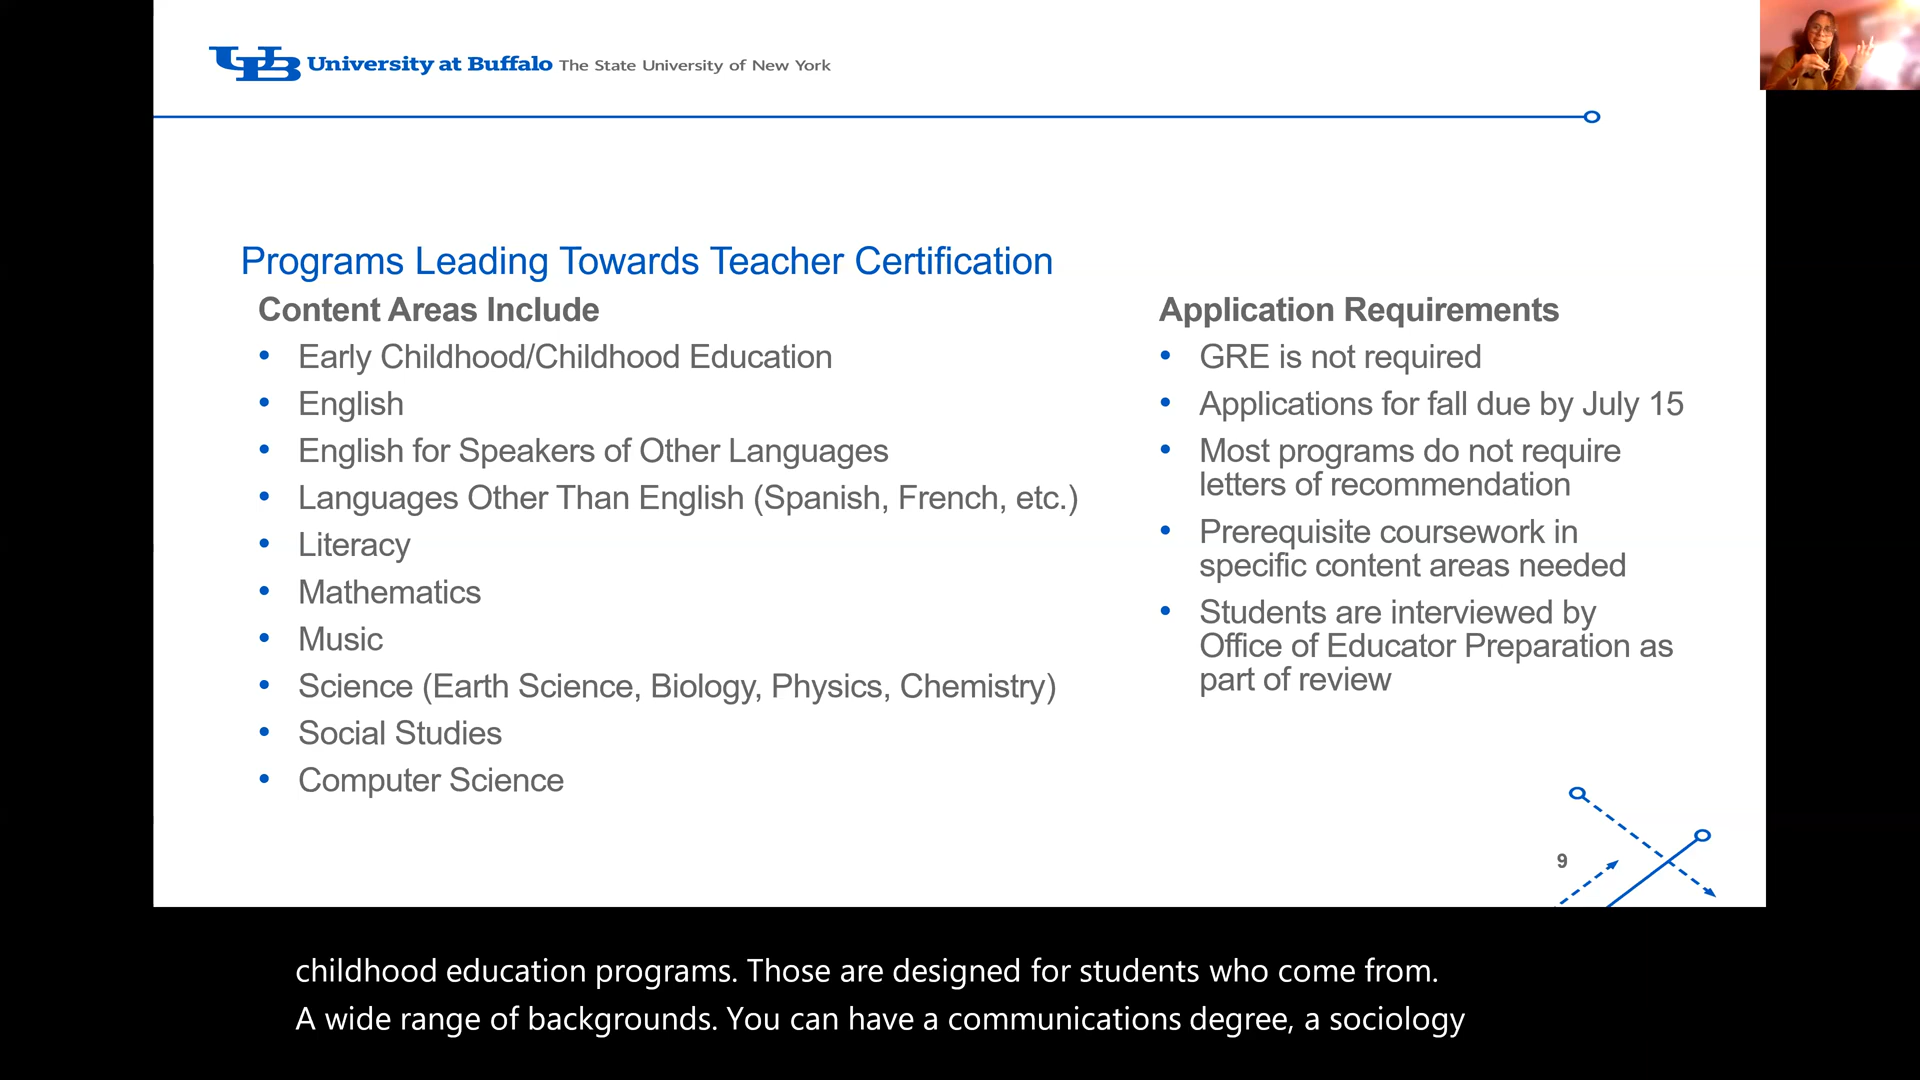 University at Buffalo The State University of New York
Programs Leading Towards Teacher Certification
Content Areas Include
• Early Childhood/Childhood Education
• English
• English for Speakers of Other Languages
• Languages Other Than English (Spanish, French, etc.)
• Literacy
• Mathematics
• Music
• Science (Earth Science, Biology, Physics, Chemistry)
• Social Studies
• Computer Science
Application Requirements
• GRE is not required
• Applications for fall due by July 15
• Most programs do not require
letters of recommendation
• Prerequisite coursework in
specific content areas needed
• Students are interviewed by
Office of Educator Preparation as
part of review
9
childhood education programs. Those are designed for students who come from.
A wide range of backgrounds. You can have a communications degree, a sociology